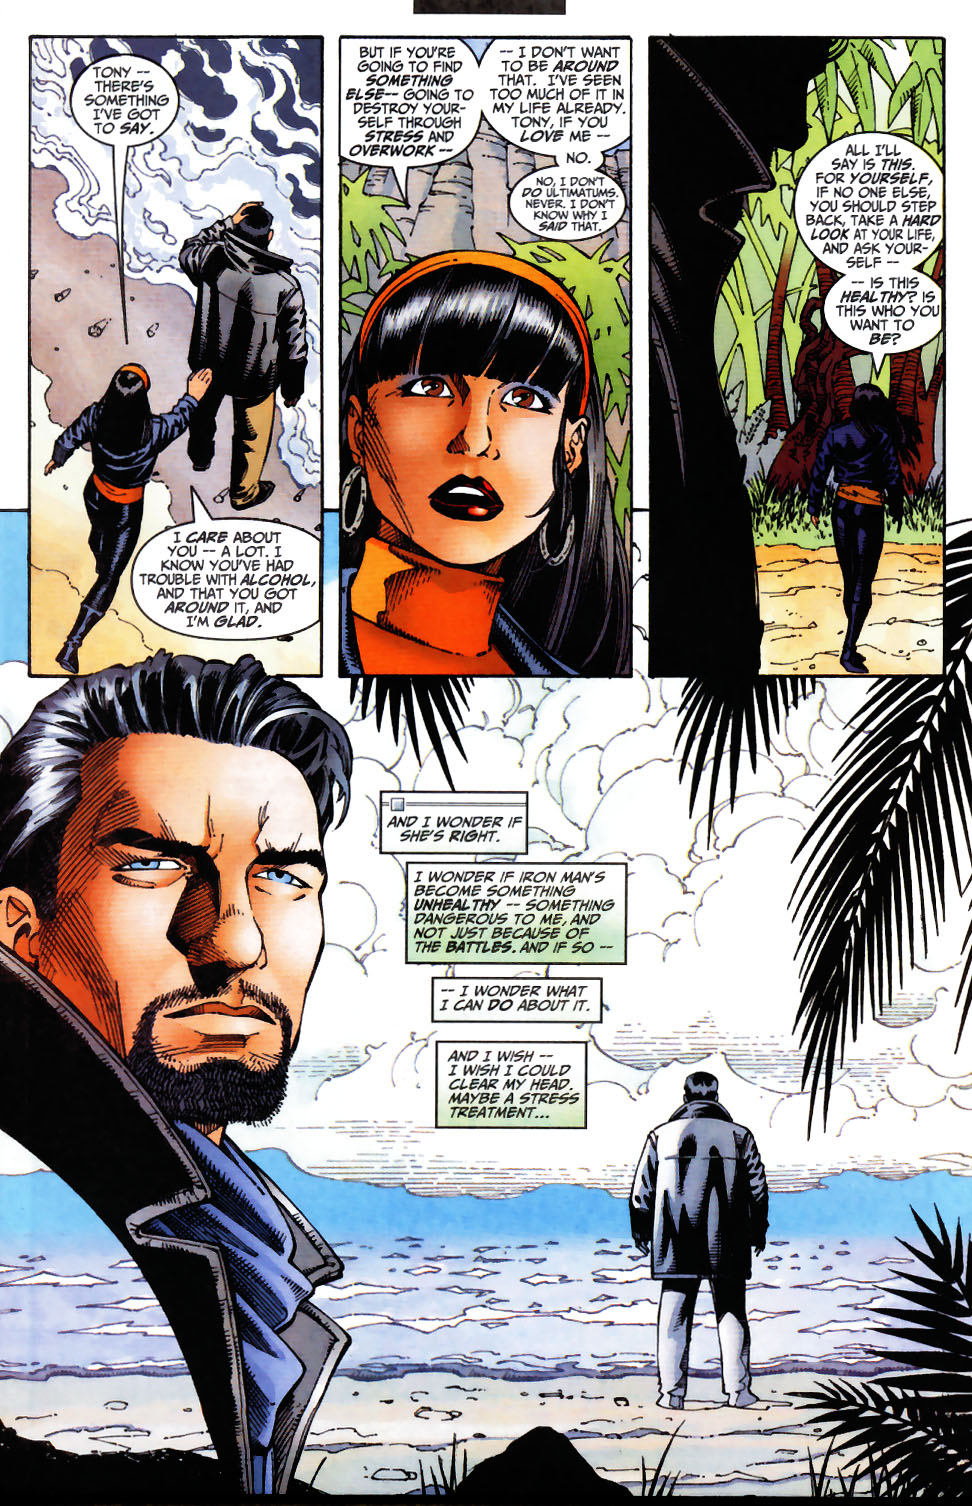 TONY --
THERE'S
SOMETHING
I'VE GOT
TO SAY.
I CARE ABOUT
YOU -- A LOT. I
KNOW YOU'VE HAD
TROUBLE WITH ALCOHOL,
AND THAT YOU GOT
AROUND IT, AND
I'M GLAD.
BUT IF YOU'RE
GOING TO FIND
SOMETHING
ELSE -- GOING TO
DESTROY YOUR-
SELF THROUGH
STRESS AND
OVERWORK --
-- I DON'T WANT
TO BE AROUND
THAT. I'VE SEEN
TOO MUCH OF IT IN
MY LIFE ALREADY.
TONY, IF YOU
LOVE ME --
NO.
NO, I DON'T
DO ULTIMATUMS.
NEVER. I DON'T
KNOW WHY I
SAID THAT.
ALL I'LL
SAY IS THIS.
FOR YOURSELF,
IF NO ONE ELSE,
YOU SHOULD STEP
BACK, TAKE A HARD
LOOK AT YOUR LIFE,
AND ASK YOUR-
SELF --
-- IS THIS
HEALTHY? IS
THIS WHO YOU
WANT TO
BE?
AND I WONDER IF
SHE'S RIGHT.
I WONDER IF IRON MAN'S
BECOME SOMETHING
UNHEALTHY -- SOMETHING
DANGEROUS TO ME, AND
NOT JUST BECAUSE OF
THE BATTLES. AND IF SO --
-- I WONDER WHAT
I CAN DO ABOUT IT.
AND I WISH --
I WISH I COULD
CLEAR MY HEAD.
MAYBE A STRESS
TREATMENT...